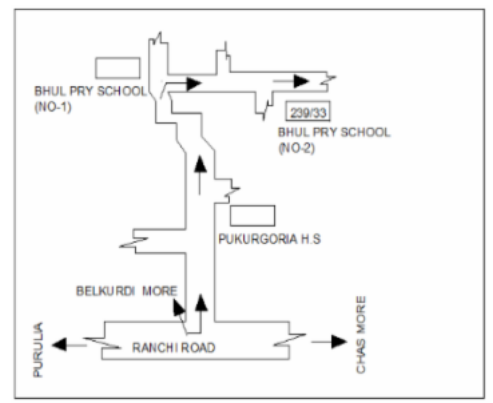 BHUL PRY SCHOOL
(NO-1)
239/33
BHUL PRY SCHOOL
(NO-2)
PUKURGORIA H.S
BELKURDI MORE
RANCHI ROAD
PURULIA
CHAS MORE